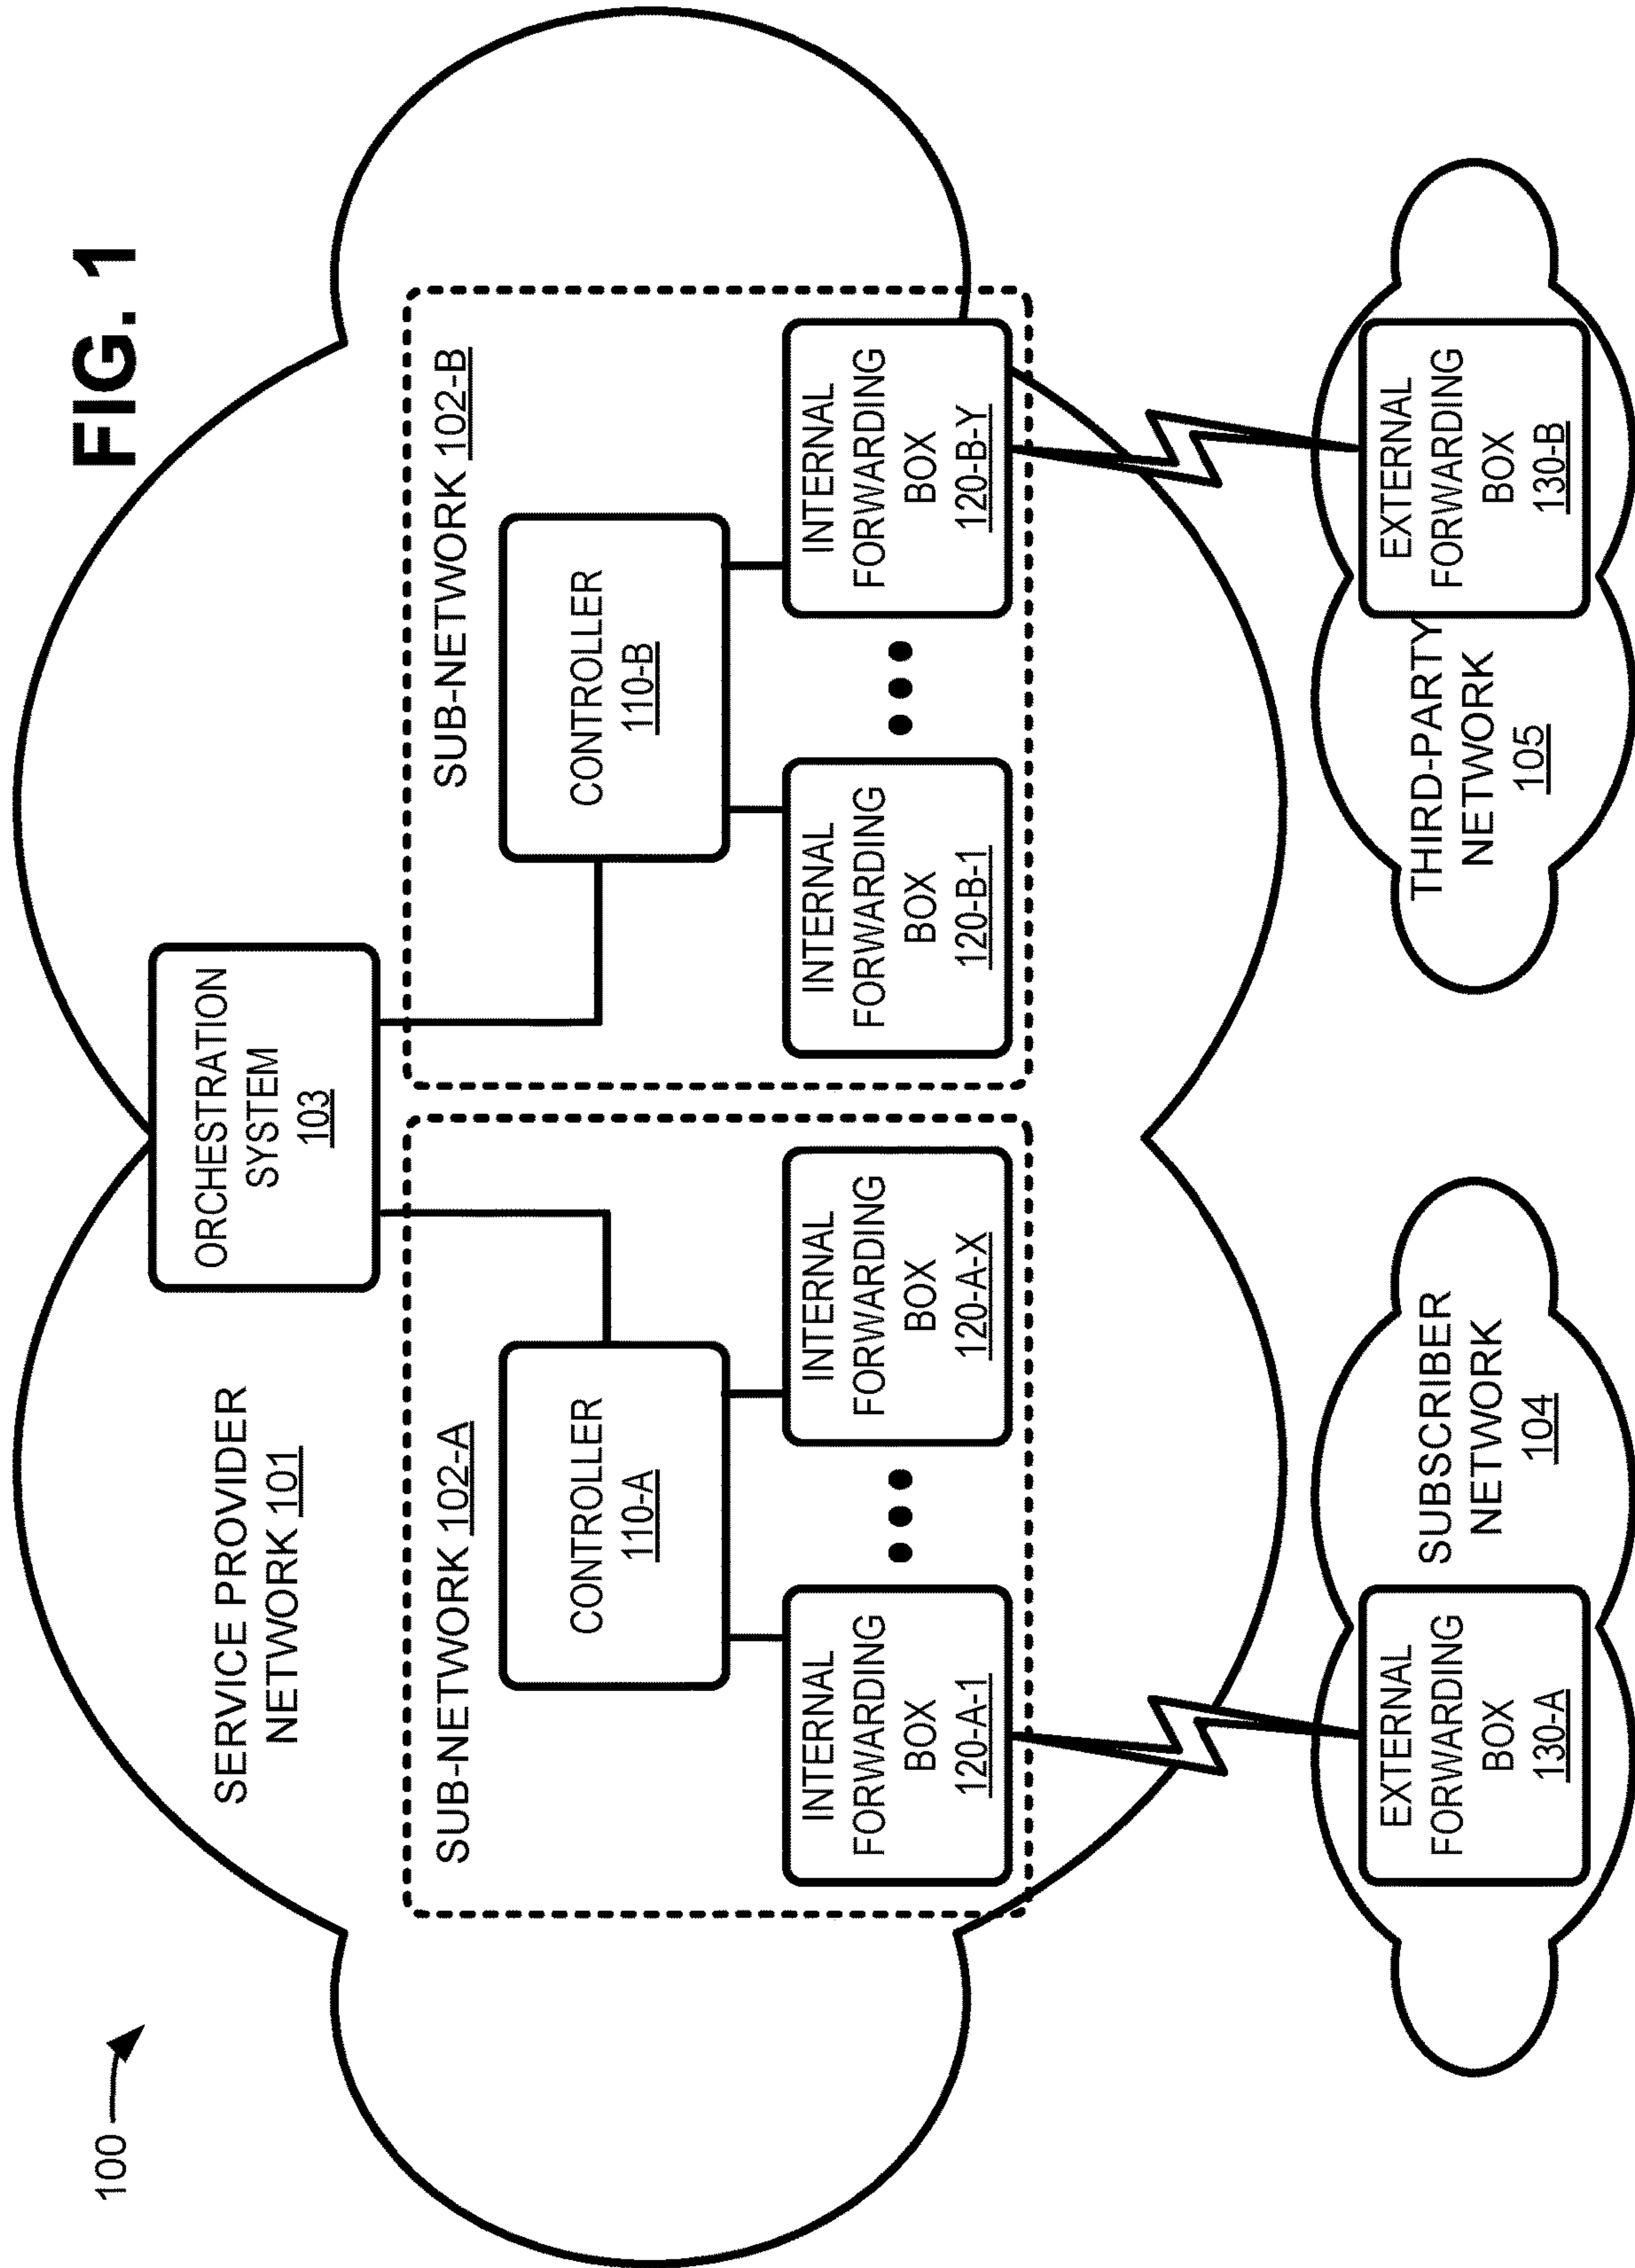 FIG. 1
100
SERVICE PROVIDER
NETWORK 101
ORCHESTRATION
SYSTEM
103
SUB-NETWORK 102-A
CONTROLLER
110-A
INTERNAL
FORWARDING
BOX
120-A-1
INTERNAL
FORWARDING
BOX
120-A-X
SUB-NETWORK 102-B
CONTROLLER
110-B
INTERNAL
FORWARDING
BOX
120-B-1
INTERNAL
FORWARDING
BOX
120-B-Y
EXTERNAL
FORWARDING
BOX
130-A
SUBSCRIBER
NETWORK
104
THIRD-PARTY
NETWORK
105
EXTERNAL
FORWARDING
BOX
130-B